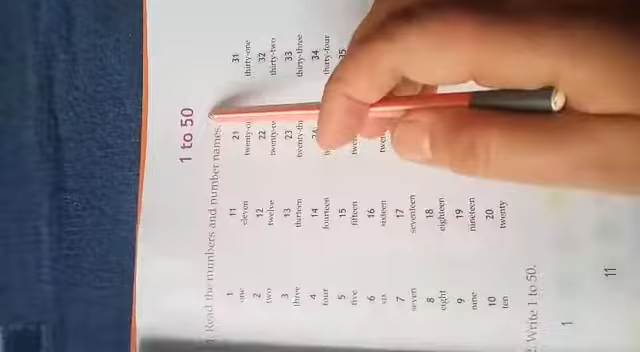 1 to 50
Read the numbers and number names.
1 11 21 31
one eleven thirty-one
2 12 22 32
two twelve thirty-two
3 13 23 33
three thirteen thirty-three
4 14 34
four fourteen thirty-four
5 15
five fifteen
6 16
six sixteen
7 17
seven seventeen
8 18
eight eighteen
9 19
nine nineteen
10 20
ten twenty
Write 1 to 50.
1
11